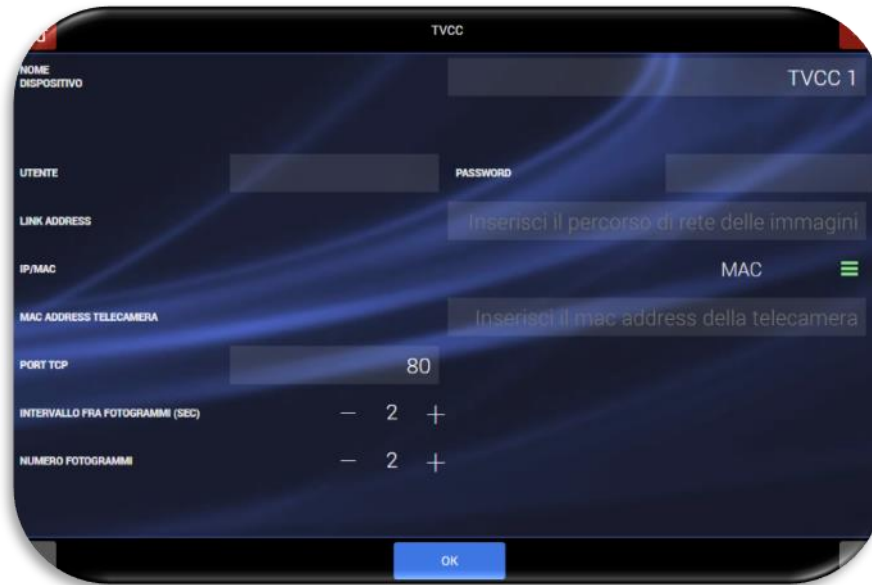 TVCC
NOME
DISPOSITIVO
TVCC 1
UTENTE
PASSWORD
LINK ADDRESS
Inserisci il percorso di rete delle immagini
IP/MAC
MAC
MAC ADDRESS TELECAMERA
Inserisci il mac address della telecamera
PORT TCP
80
INTERVALLO FRA FOTOGRAMMI (SEC)
— 2 +
NUMERO FOTOGRAMMI
— 2 +
OK